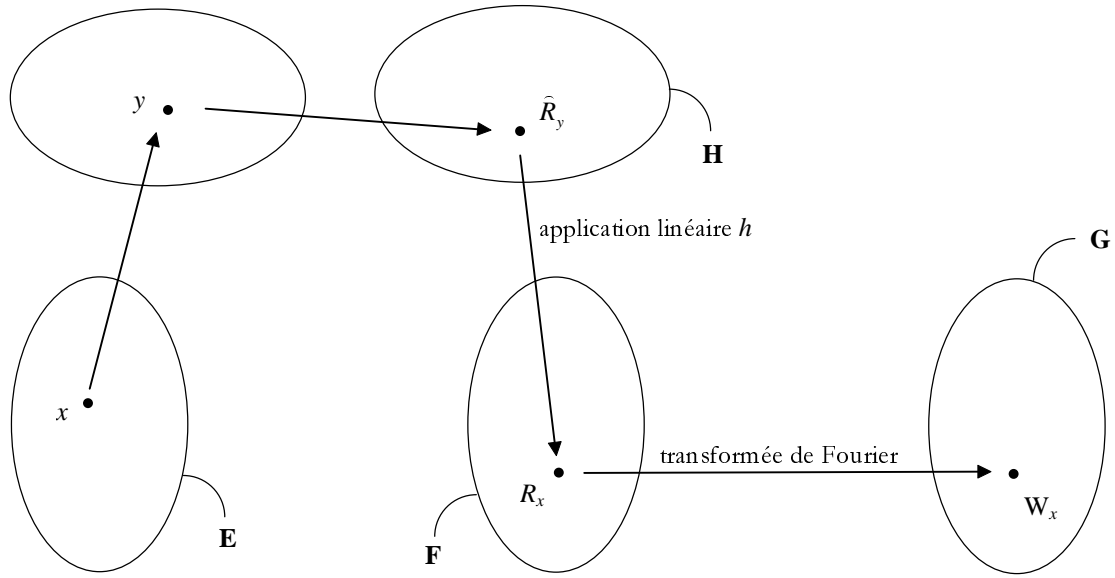 y
R̂y
H
application linéaire h
G
x
transformée de Fourier
Rx
Wx
E
F